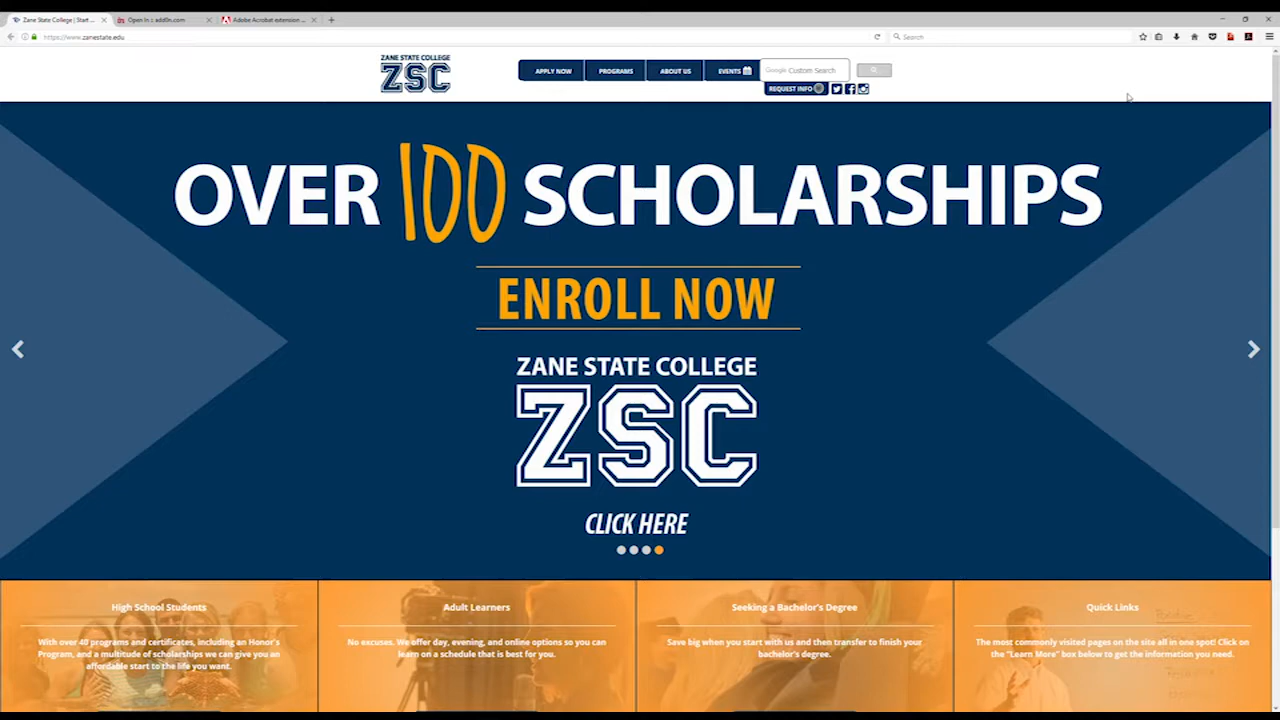 Zane State College | Start ...
Open In :: add0n.com
Adobe Acrobat extension ...
https://www.zanestate.edu
Search
ZANE STATE COLLEGE
ZSC
APPLY NOW
PROGRAMS
ABOUT US
EVENTS
Google Custom Search
REQUEST INFO
OVER 100 SCHOLARSHIPS
ENROLL NOW
ZANE STATE COLLEGE
ZSC
CLICK HERE
High School Students
With over 40 programs and certificates, including an Honor's
Program, and a multitude of scholarships we can give you an
affordable start to the life you want.
Adult Learners
No excuses. We offer day, evening, and online options so you can
learn on a schedule that is best for you.
Seeking a Bachelor's Degree
Save big when you start with us and then transfer to finish your
bachelor's degree.
Quick Links
The most commonly visited pages on the site all in one spot! Click on
the "Learn More" box below to get the information you need.